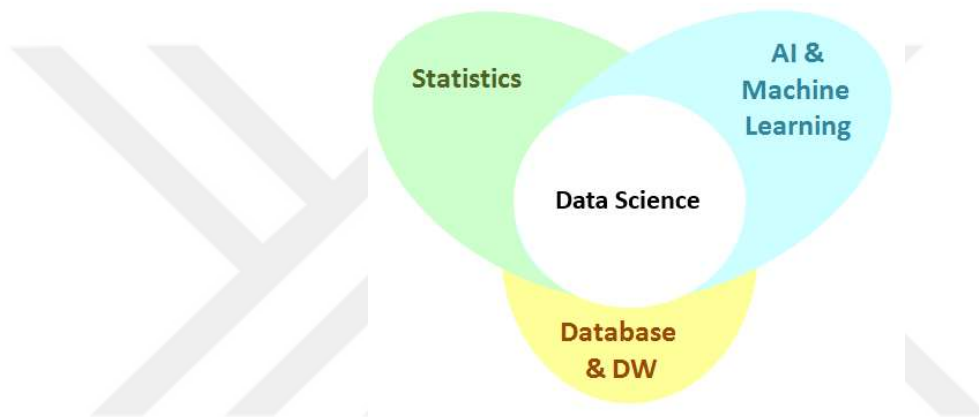 Statistics
AI &
Machine
Learning
Data Science
Database
& DW